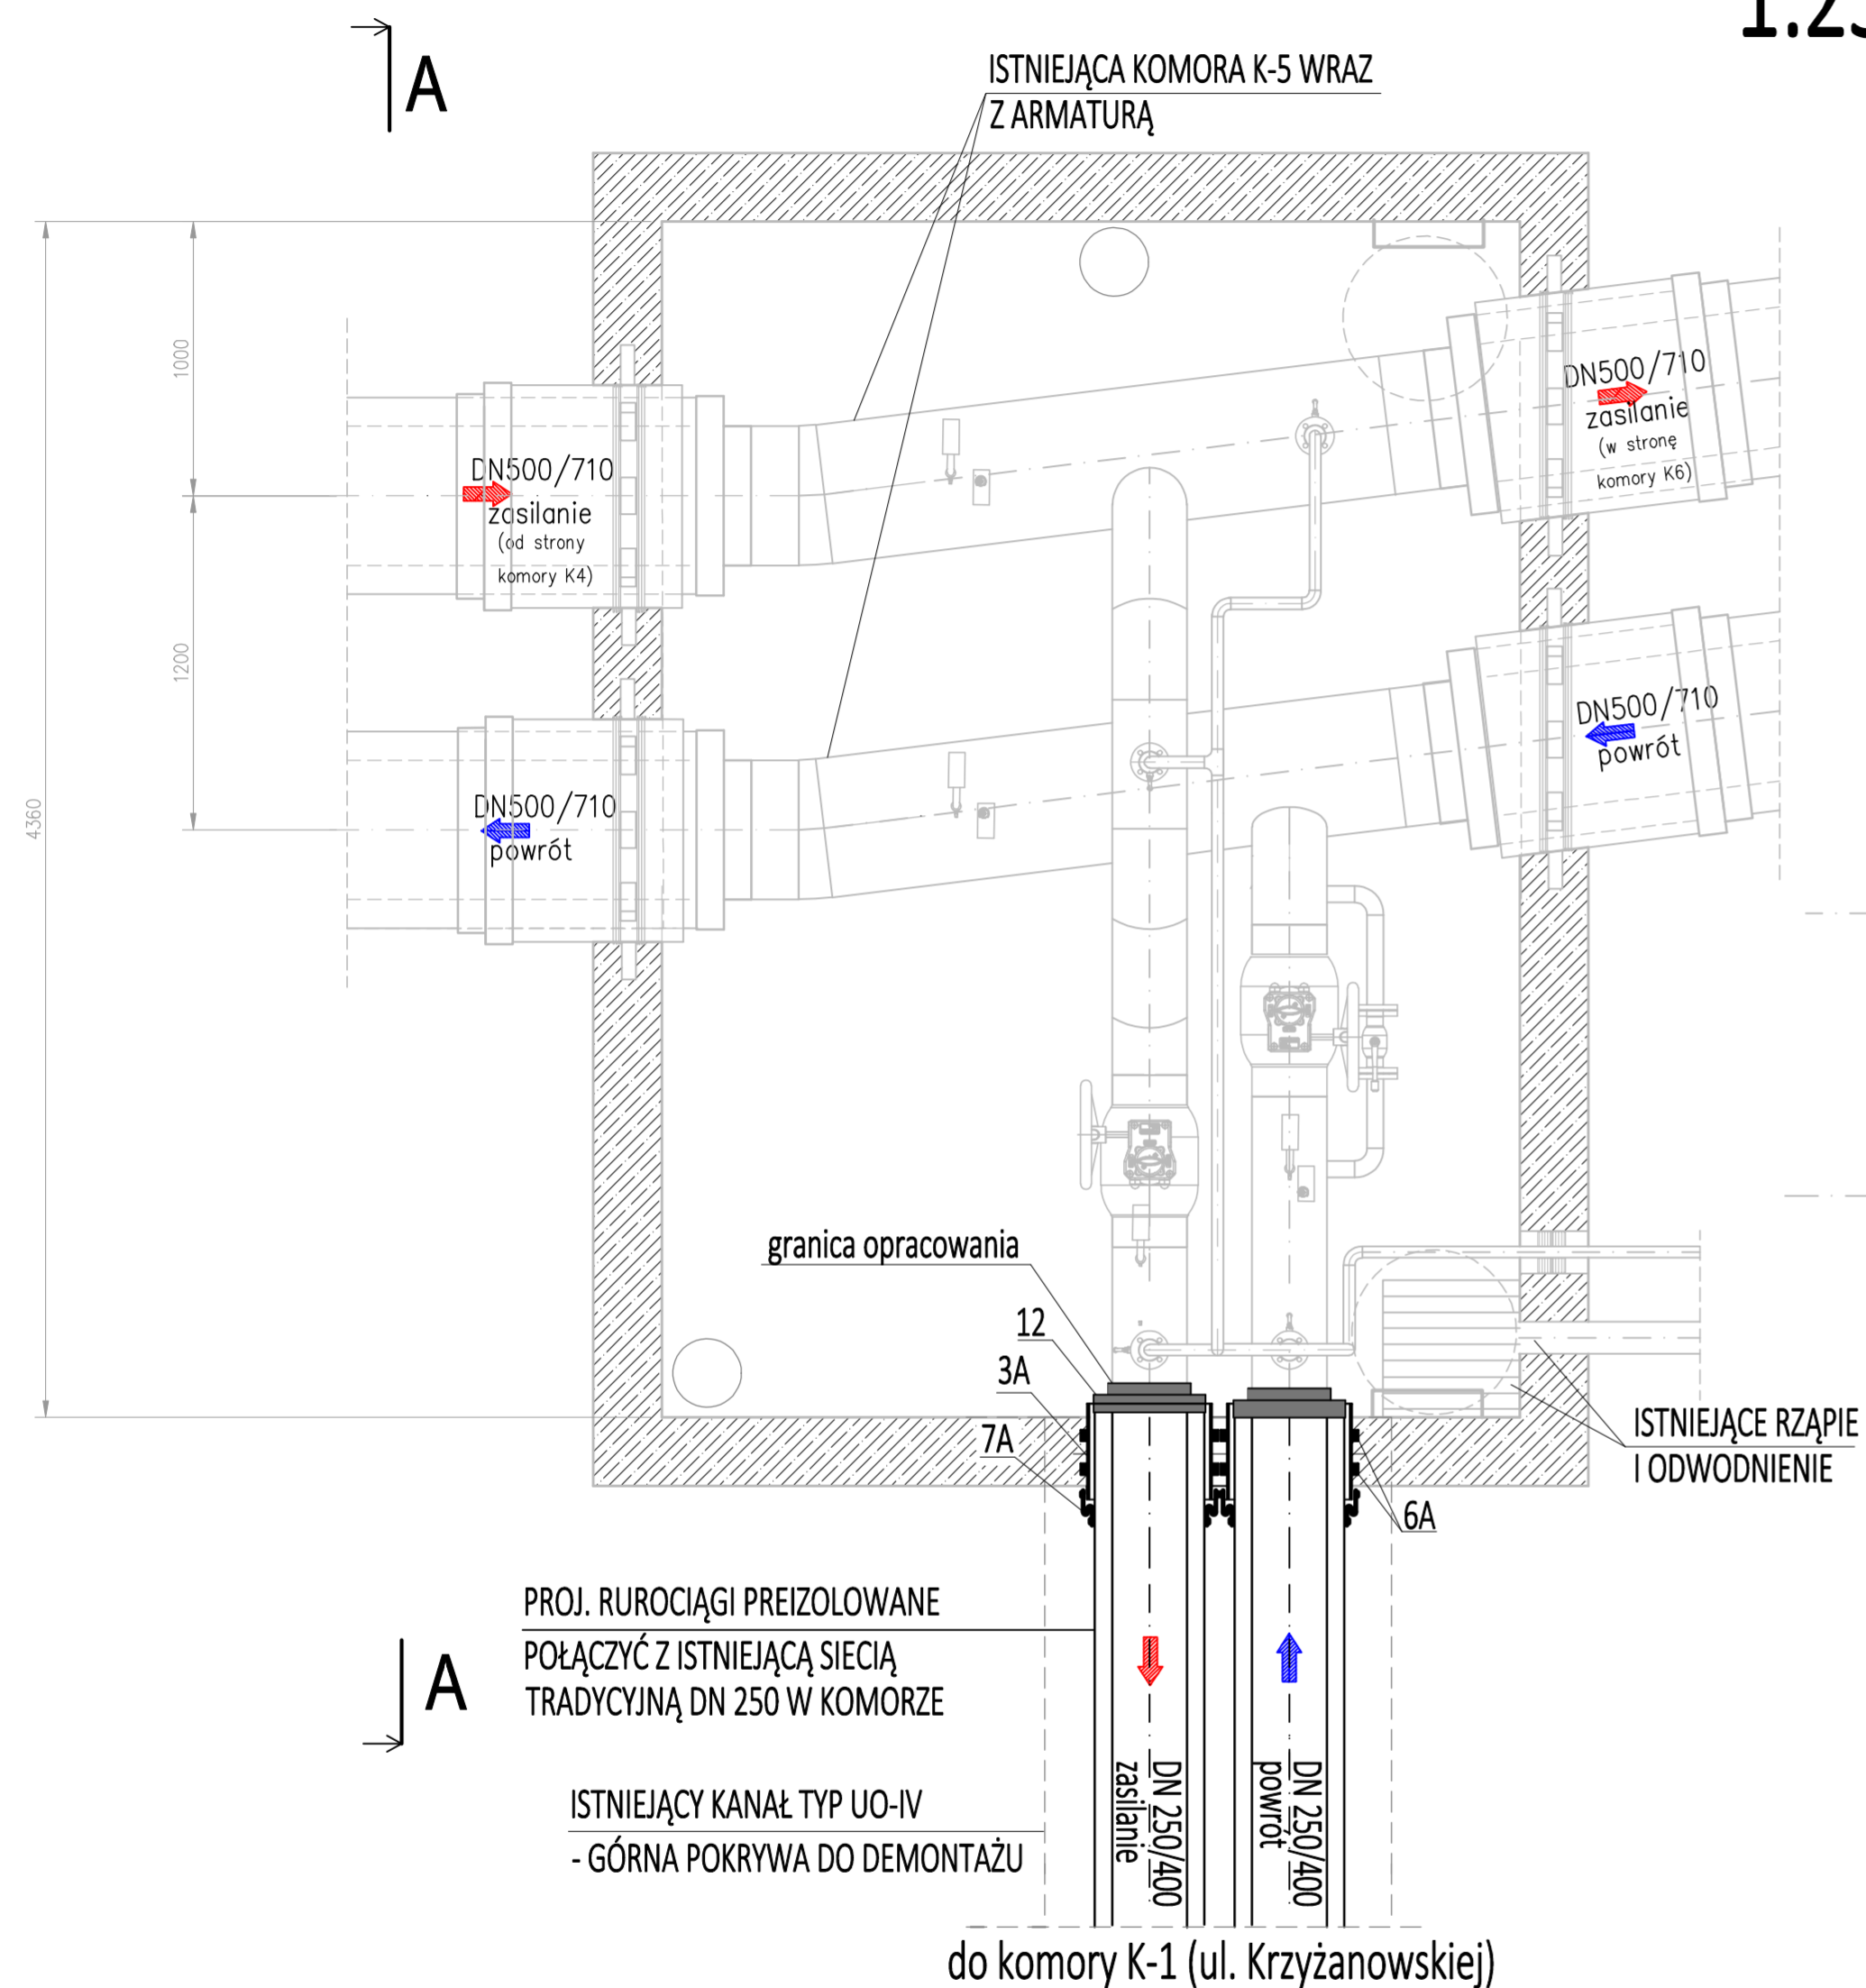 A
ISTNIEJĄCA KOMORA K-5 WRAZ
Z ARMATURĄ
1000
1200
4360
DN500/710
zasilanie
(od strony
komory K4)
DN500/710
zasilanie
(w stronę
komory K6)
DN500/710
powrót
DN500/710
powrót
granica opracowania
12
3A
7A
6A
ISTNIEJĄCE RZĄPIE
I ODWODNIENIE
PROJ. RUROCIĄGI PREIZOLOWANE
POŁĄCZYĆ Z ISTNIEJĄCĄ SIECIĄ
TRADYCYJNĄ DN 250 W KOMORZE
A
ISTNIEJĄCY KANAŁ TYP UO-IV
- GÓRNA POKRYWA DO DEMONTAŻU
DN 250/400
zasilanie
DN 250/400
powrót
do komory K-1 (ul. Krzyżanowskiej)